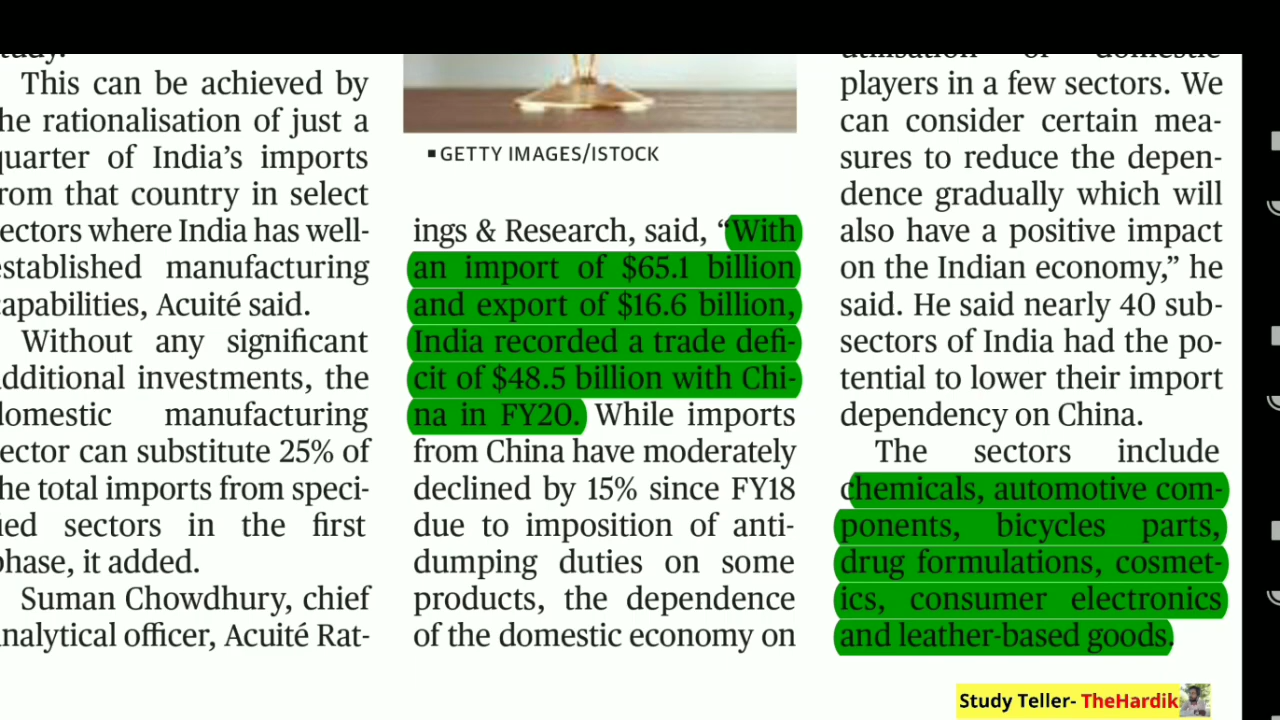 This can be achieved by
he rationalisation of just a
quarter of India's imports
rom that country in select
ectors where India has well-
established manufacturing
capabilities, Acuité said.
Without any significant
additional investments, the
domestic manufacturing
ector can substitute 25% of
he total imports from speci-
ied sectors in the first
phase, it added.
Suman Chowdhury, chief
analytical officer, Acuité Rat-
■ GETTY IMAGES/ISTOCK
ings & Research, said, “With
an import of $65.1 billion
and export of $16.6 billion,
India recorded a trade defi-
cit of $48.5 billion with Chi-
na in FY20. While imports
from China have moderately
declined by 15% since FY18
due to imposition of anti-
dumping duties on some
products, the dependence
of the domestic economy on
utilisation of domestic
players in a few sectors. We
can consider certain mea-
sures to reduce the depen-
dence gradually which will
also have a positive impact
on the Indian economy,” he
said. He said nearly 40 sub-
sectors of India had the po-
tential to lower their import
dependency on China.
The sectors include
chemicals, automotive com-
ponents, bicycles parts,
drug formulations, cosmet-
ics, consumer electronics
and leather-based goods.
Study Teller- TheHardik